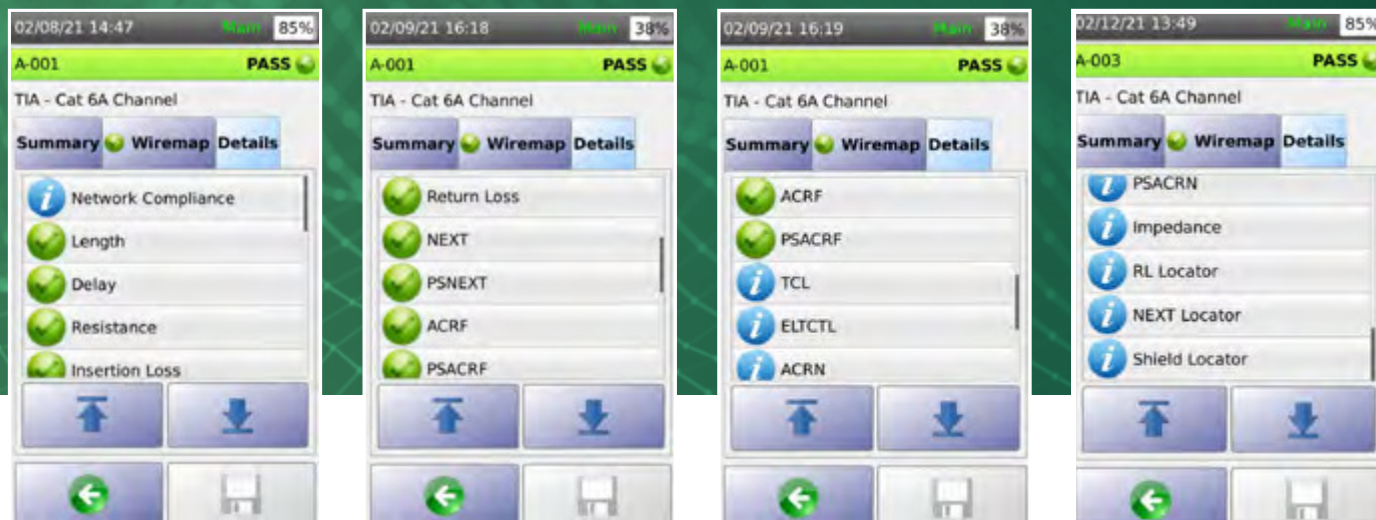 02/08/21 14:47 Main 85%
A-001 PASS
TIA - Cat 6A Channel
Summary Wiremap Details
Network Compliance
Length
Delay
Resistance
Insertion Loss
02/09/21 16:18 Main 38%
A-001 PASS
TIA - Cat 6A Channel
Summary Wiremap Details
Return Loss
NEXT
PSNEXT
ACRF
PSACRF
02/09/21 16:19 Main 38%
A-001 PASS
TIA - Cat 6A Channel
Summary Wiremap Details
ACRF
PSACRF
TCL
ELTCTL
ACRN
02/12/21 13:49 Main 85%
A-003 PASS
TIA - Cat 6A Channel
Summary Wiremap Details
PSACRN
Impedance
RL Locator
NEXT Locator
Shield Locator